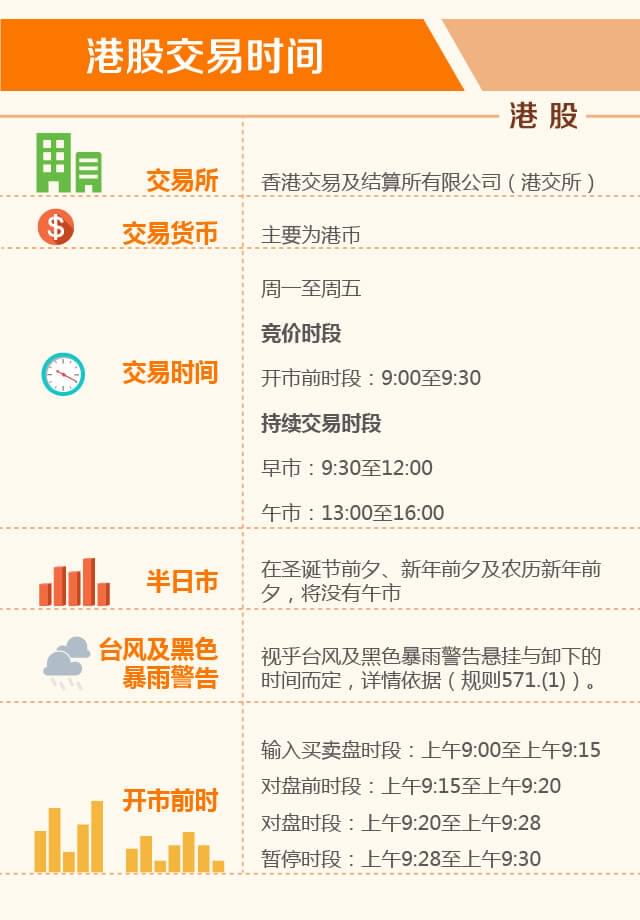 港股交易时间
港 股
交易所
香港交易及结算所有限公司（港交所）
$
交易货币
主要为港币
交易时间
周一至周五
竞价时段
开市前时段：9:00至9:30
持续交易时段
早市：9:30至12:00
午市：13:00至16:00
半日市
在圣诞节前夕、新年前夕及农历新年前
夕，将没有午市
台风及黑色
暴雨警告
视乎台风及黑色暴雨警告悬挂与卸下的
时间而定，详情依据（规则571.(1)）。
开市前时
输入买卖盘时段：上午9:00至上午9:15
对盘前时段：上午9:15至上午9:20
对盘时段：上午9:20至上午9:28
暂停时段：上午9:28至上午9:30